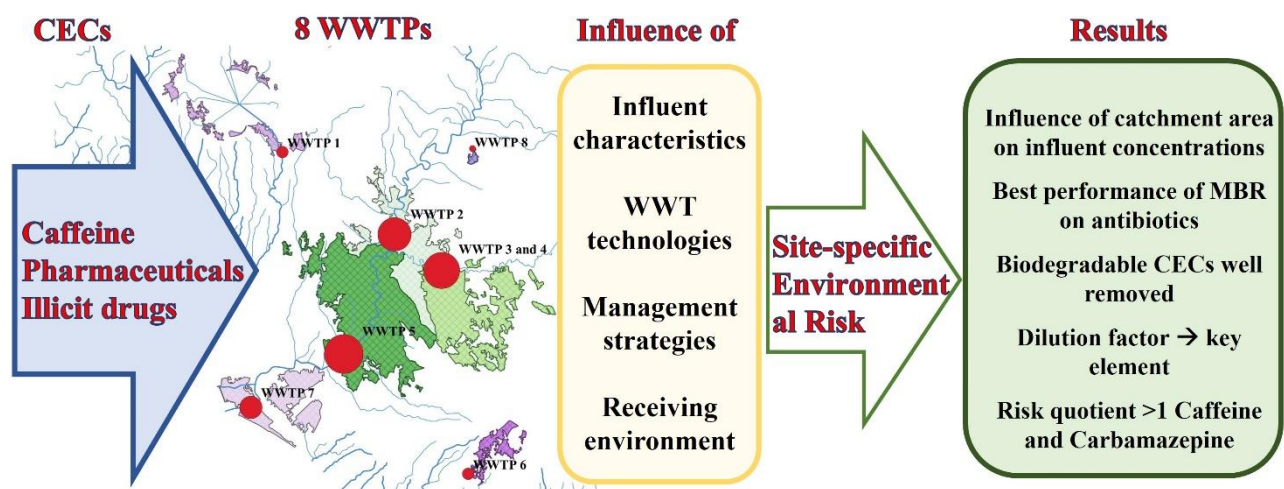 CECs
8 WWTPs
Influence of
Results
Caffeine
Pharmaceuticals
Illicit drugs
WWTP 1
WWTP 8
WWTP 2
WWTP 3 and 4
WWTP 5
WWTP 7
WWTP 6
Influent
characteristics
WWT
technologies
Management
strategies
Receiving
environment
Site-specific
Environment
al Risk
Influence of catchment area
on influent concentrations
Best performance of MBR
on antibiotics
Biodegradable CECs well
removed
Dilution factor → key
element
Risk quotient >1 Caffeine
and Carbamazepine